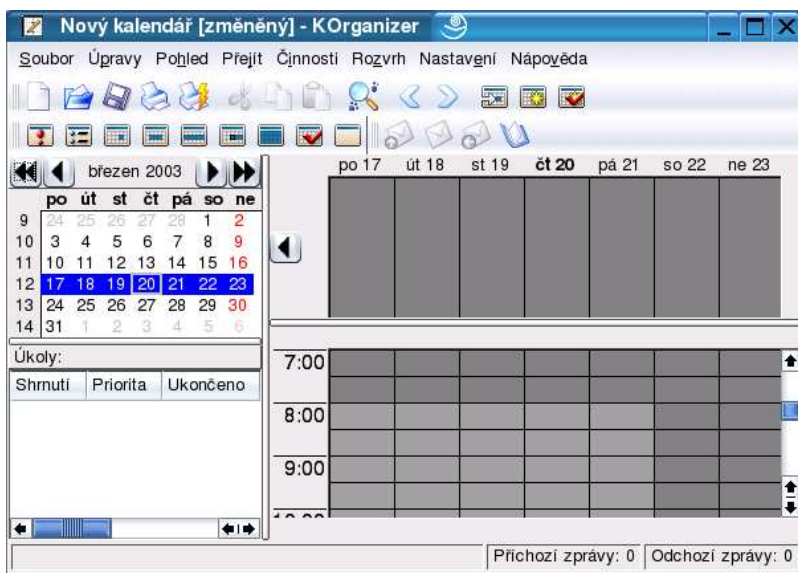 Nový kalendář [změněný] - KOrganizer
Soubor Úpravy Pohled Přejít Činnosti Rozvrh Nastavení Nápověda
březen 2003
po út st čt pá so ne
9 24 25 26 27 28 1 2
10 3 4 5 6 7 8 9
11 10 11 12 13 14 15 16
12 17 18 19 20 21 22 23
13 24 25 26 27 28 29 30
14 31 1 2 3 4 5 6
Úkoly:
Shrnutí Priorita Ukončeno
po 17 út 18 st 19 čt 20 pá 21 so 22 ne 23
7:00
8:00
9:00
Příchozí zprávy: 0 Odchozí zprávy: 0